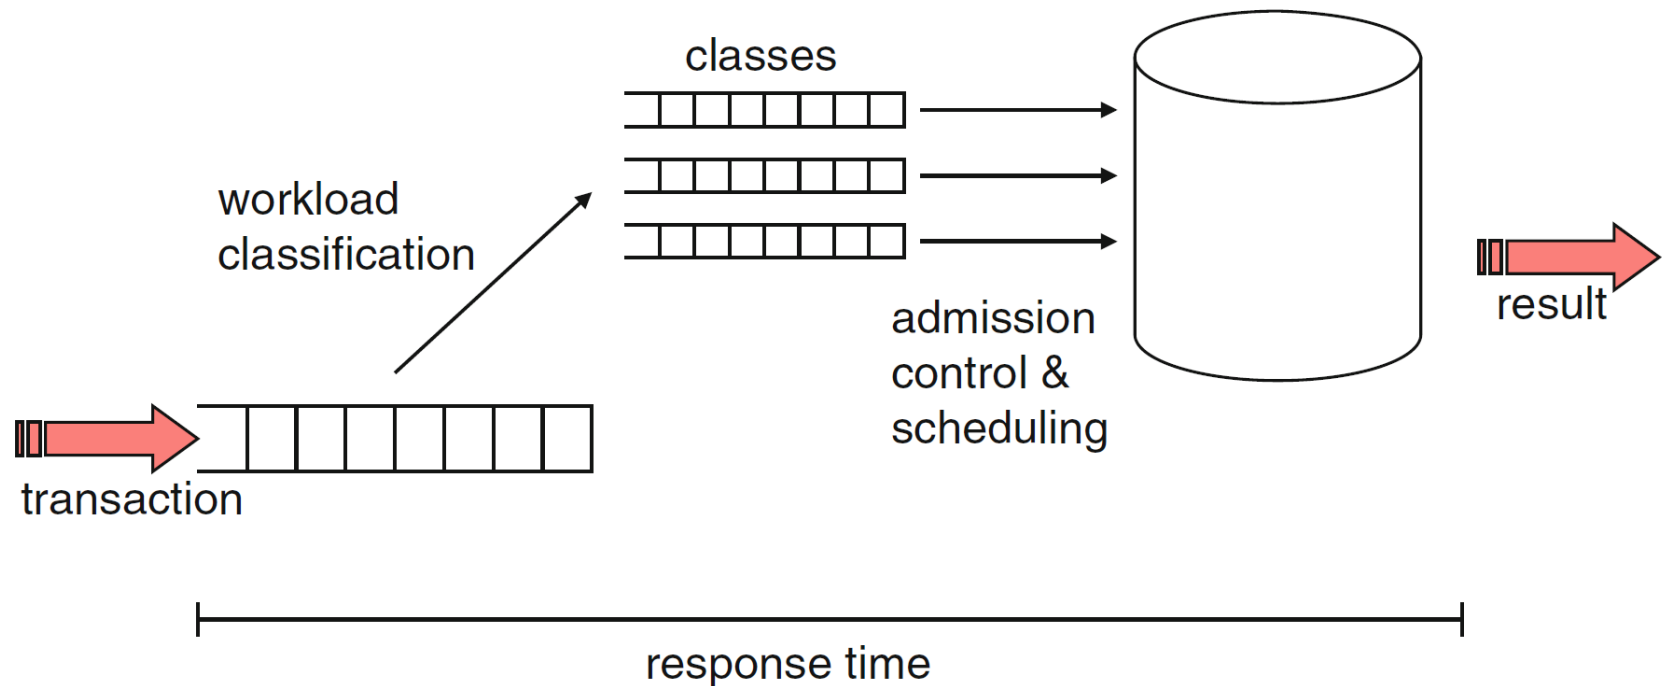 classes
workload
classification
admission
control &
scheduling
result
transaction
response time